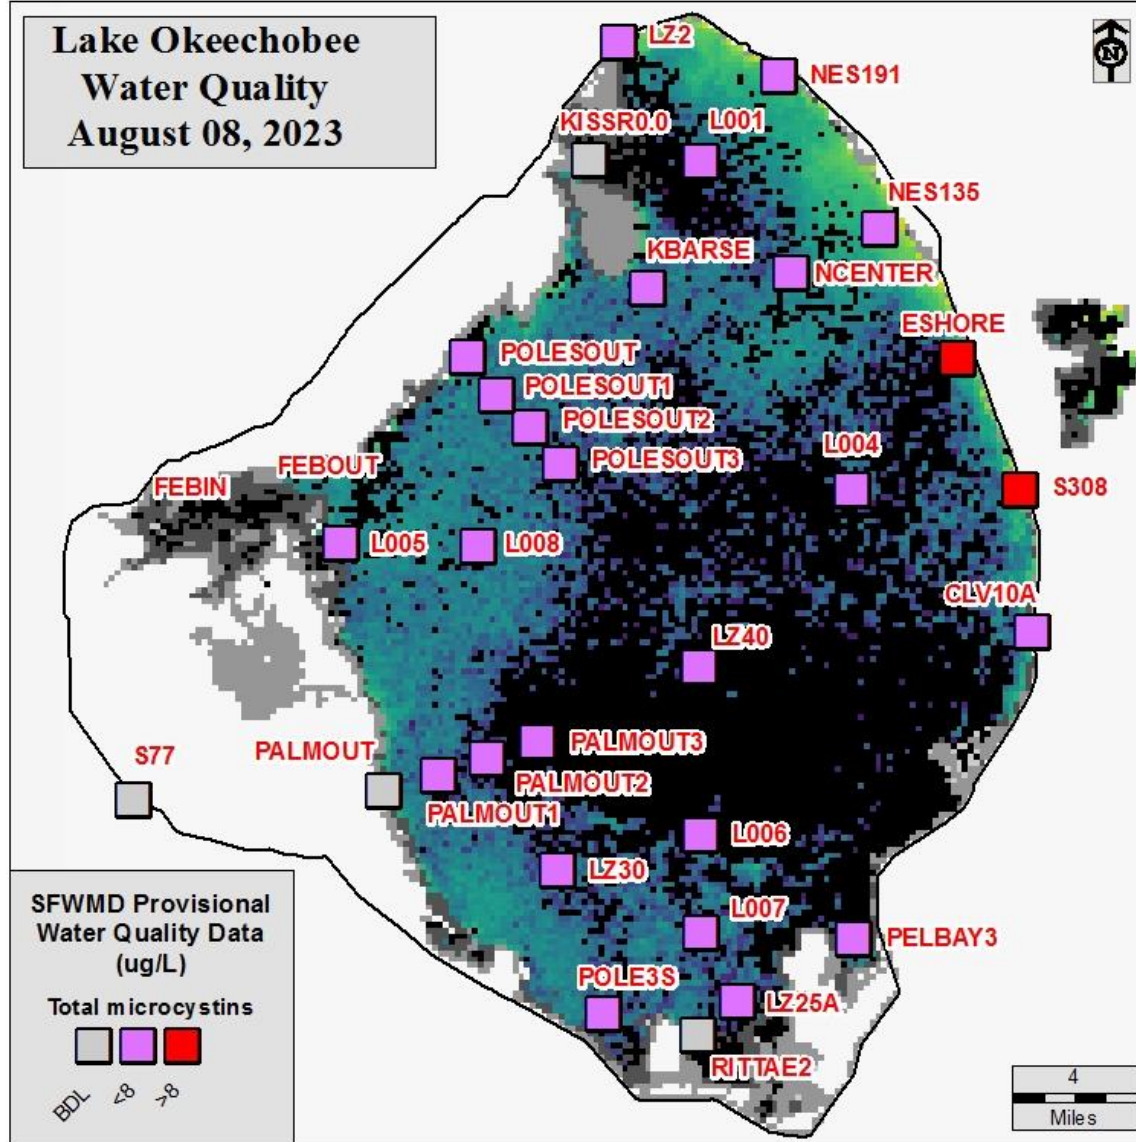 Lake Okeechobee
Water Quality
August 08, 2023
N
LZ2
NES191
KISSR0.0
L001
NES135
KBARSE
NCENTER
ESHORE
POLESOUT
POLESOUT1
POLESOUT2
POLESOUT3
L004
S308
FEBOUT
FEBIN
L005
L008
CLV10A
LZ40
S77
PALMOUT
PALMOUT3
PALMOUT2
PALMOUT1
L006
LZ30
L007
PELBAY3
POLE3S
LZ25A
RITTAE2
SFWMD Provisional
Water Quality Data
(ug/L)
Total microcystins
BDL <8 >8
4
Miles